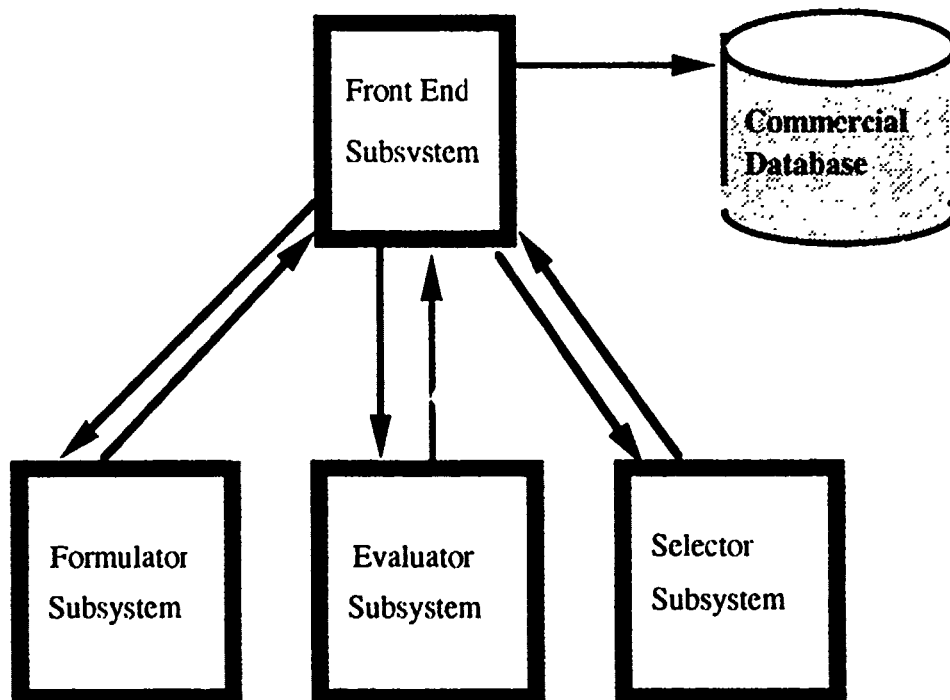 Front End
Subsystem
Commercial
Database
Formulator
Subsystem
Evaluator
Subsystem
Selector
Subsystem